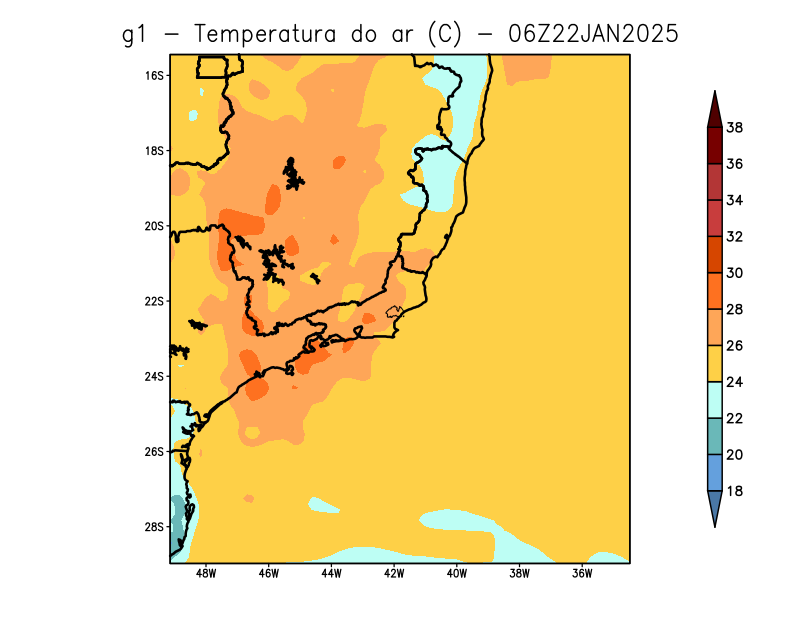 g1 – Temperatura do ar (C) – 06Z22JAN2025
16S
18S
20S
22S
24S
26S
28S
48W
46W
44W
42W
40W
38W
36W
38
36
34
32
30
28
26
24
22
20
18